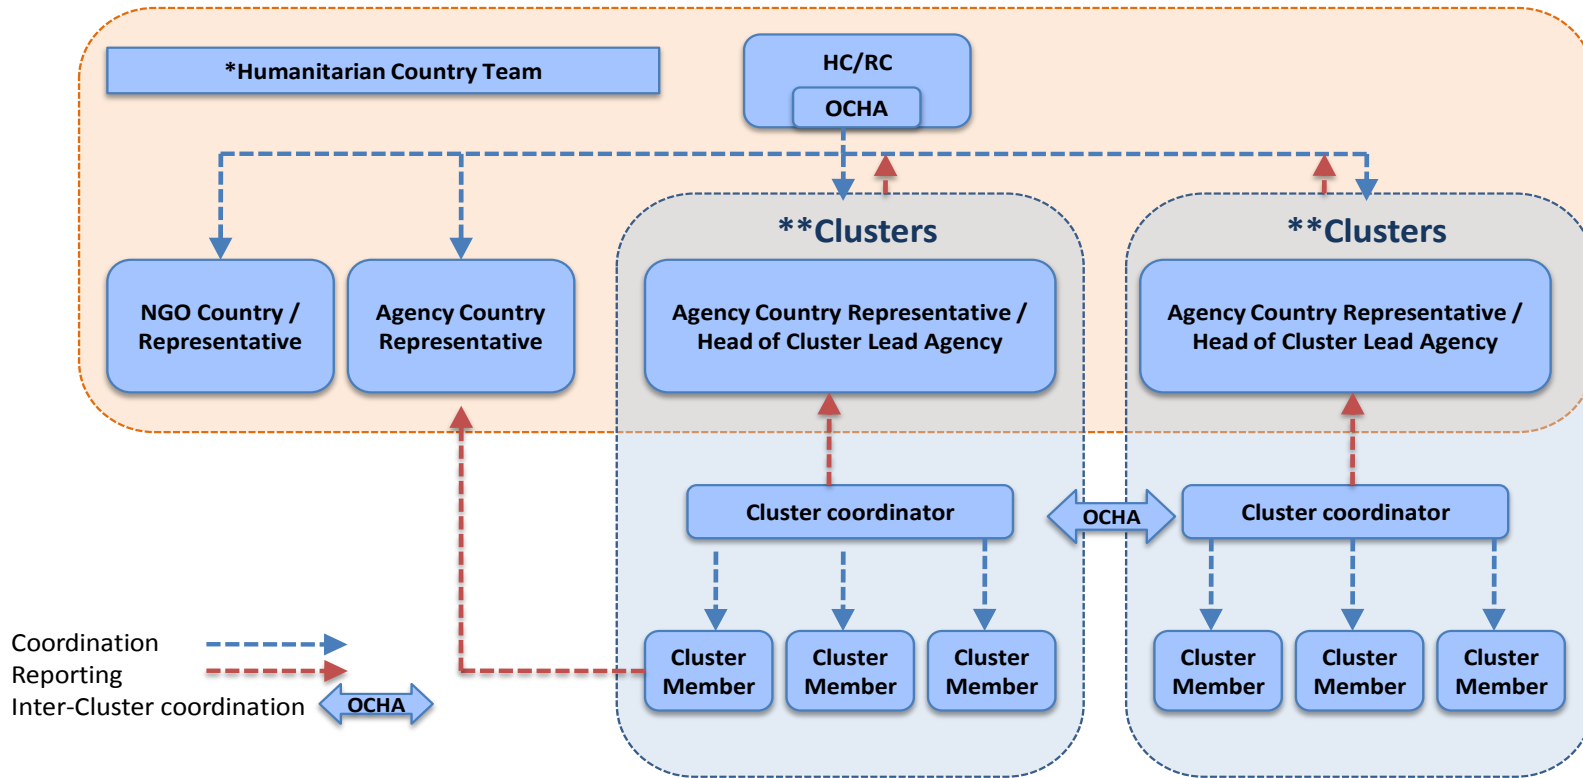 *Humanitarian Country Team
HC/RC
OCHA
**Clusters
**Clusters
NGO Country /
Representative
Agency Country
Representative
Agency Country Representative /
Head of Cluster Lead Agency
Agency Country Representative /
Head of Cluster Lead Agency
Cluster coordinator
OCHA
Cluster coordinator
Cluster
Member
Cluster
Member
Cluster
Member
Cluster
Member
Cluster
Member
Cluster
Member
Coordination
Reporting
Inter-Cluster coordination
OCHA